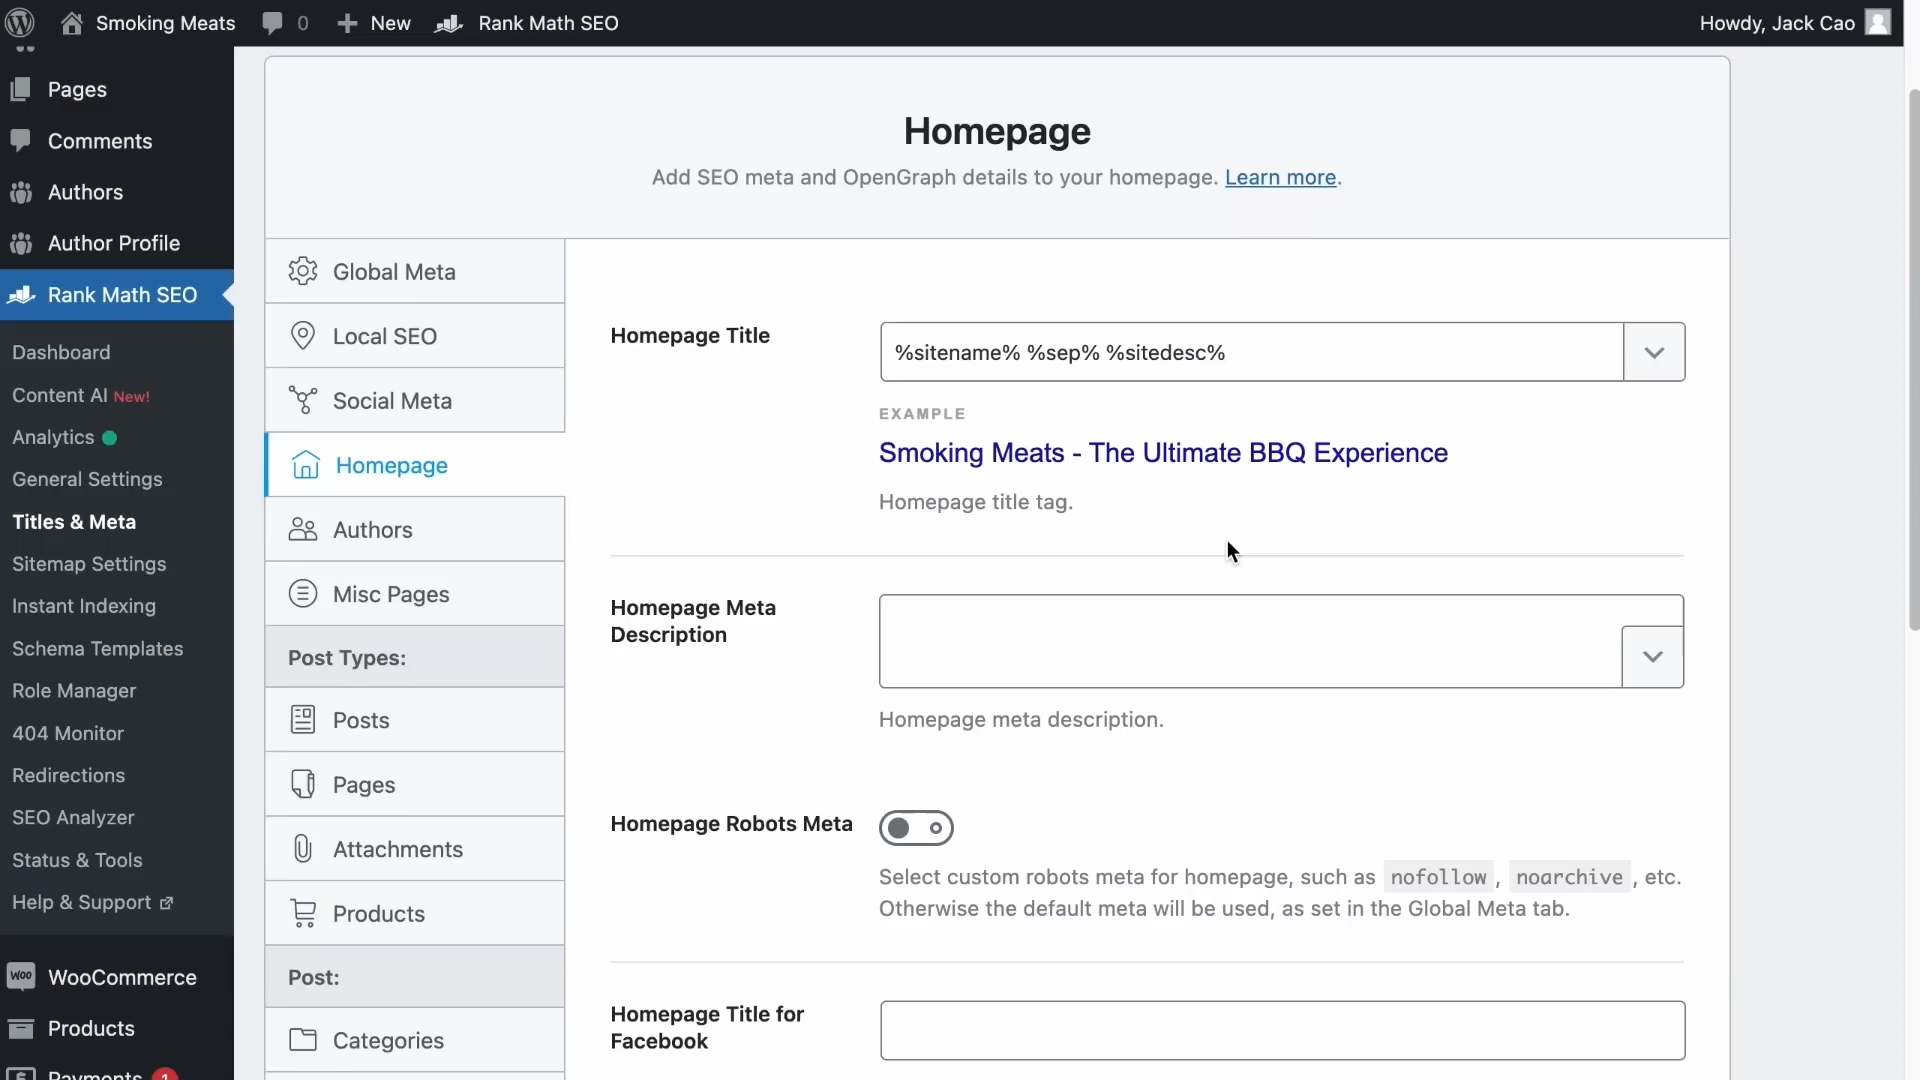 Smoking Meats
0
New
Rank Math SEO
Howdy, Jack Cao
Pages
Comments
Authors
Author Profile
Rank Math SEO
Dashboard
Content AI New!
Analytics
General Settings
Titles & Meta
Sitemap Settings
Instant Indexing
Schema Templates
Role Manager
404 Monitor
Redirections
SEO Analyzer
Status & Tools
Help & Support
Woo WooCommerce
Products
Payments 1
Homepage
Add SEO meta and OpenGraph details to your homepage. Learn more.
Global Meta
Local SEO
Social Meta
Homepage
Authors
Misc Pages
Post Types:
Posts
Pages
Attachments
Products
Post:
Categories
Homepage Title
%sitename% %sep% %sitedesc%
EXAMPLE
Smoking Meats - The Ultimate BBQ Experience
Homepage title tag.
Homepage Meta
Description
Homepage meta description.
Homepage Robots Meta
Select custom robots meta for homepage, such as nofollow , noarchive , etc.
Otherwise the default meta will be used, as set in the Global Meta tab.
Homepage Title for
Facebook